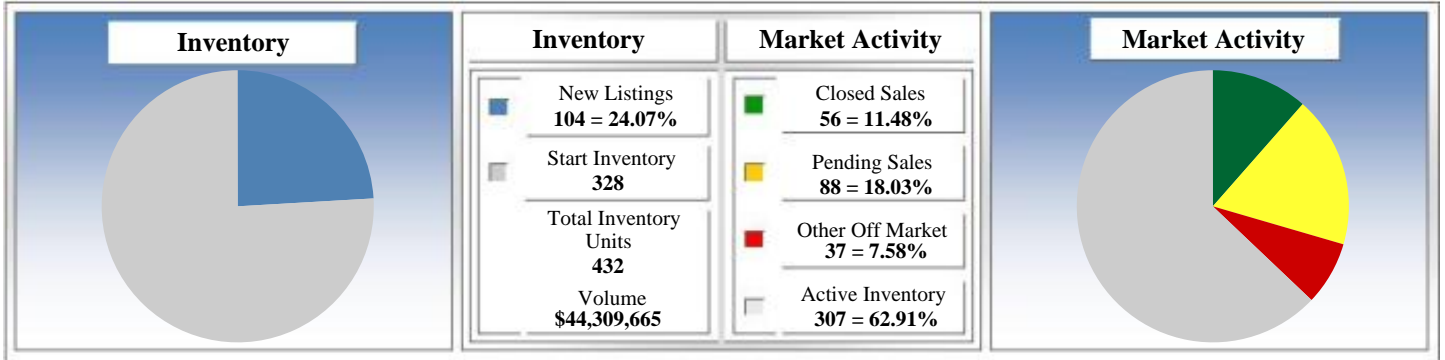 Inventory
Inventory
New Listings
104 = 24.07%
Start Inventory
328
Total Inventory
Units
432
Volume
$44,309,665
Market Activity
Closed Sales
56 = 11.48%
Pending Sales
88 = 18.03%
Other Off Market
37 = 7.58%
Active Inventory
307 = 62.91%
Market Activity